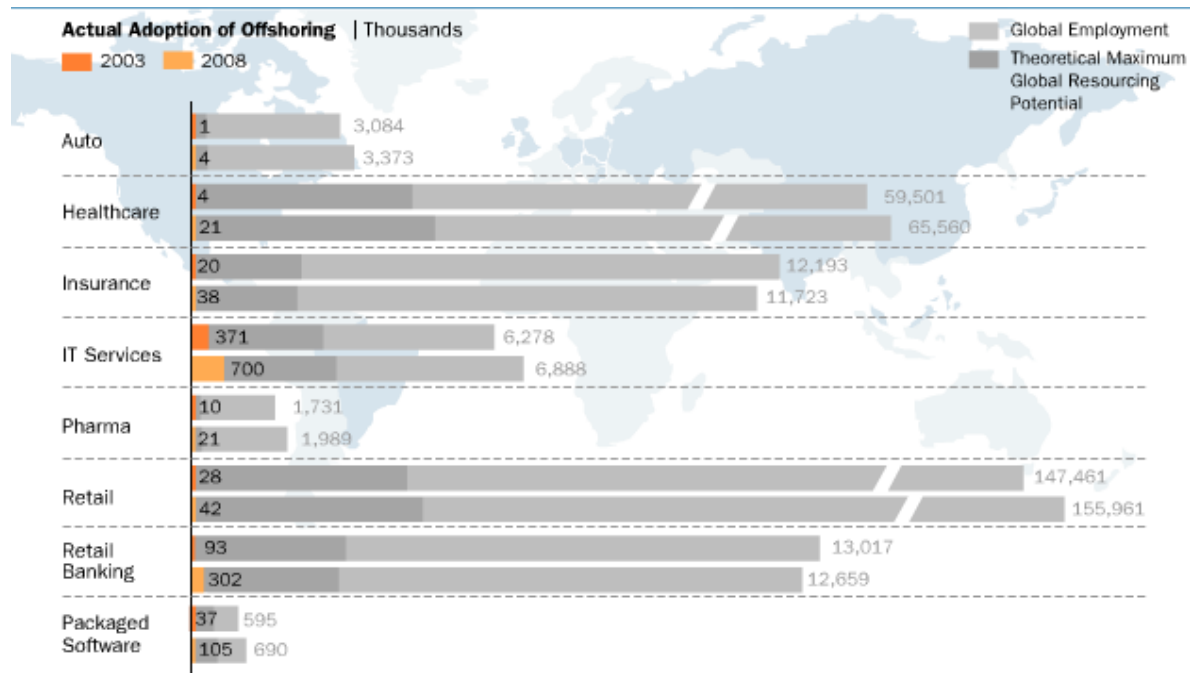 Actual Adoption of Offshoring | Thousands
2003 2008
Global Employment
Theoretical Maximum
Global Resourcing
Potential
Auto
1 3,084
4 3,373
Healthcare
4 59,501
21 65,560
Insurance
20 12,193
38 11,723
IT Services
371 6,278
700 6,888
Pharma
10 1,731
21 1,989
Retail
28 147,461
42 155,961
Retail
Banking
93 13,017
302 12,659
Packaged
Software
37 595
105 690